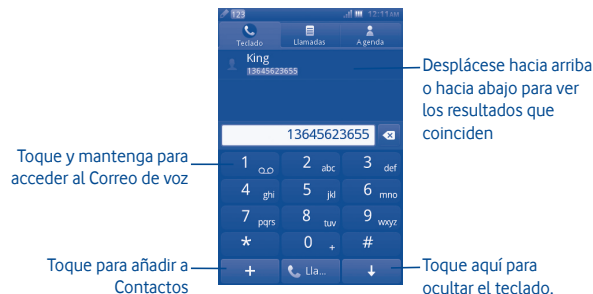 123 12:11AM
Teclado Llamadas Agenda
King
13645623655
Desplácese hacia arriba
o hacia abajo para ver
los resultados que
coinciden
13645623655
Toque y mantenga para
acceder al Correo de voz
1 2 abc 3 def
4 ghi 5 jkl 6 mno
7 pqrs 8 tuv 9 wxyz
* 0 + #
Toque para añadir a
Contactos
+ Lla...
Toque aquí para
ocultar el teclado.